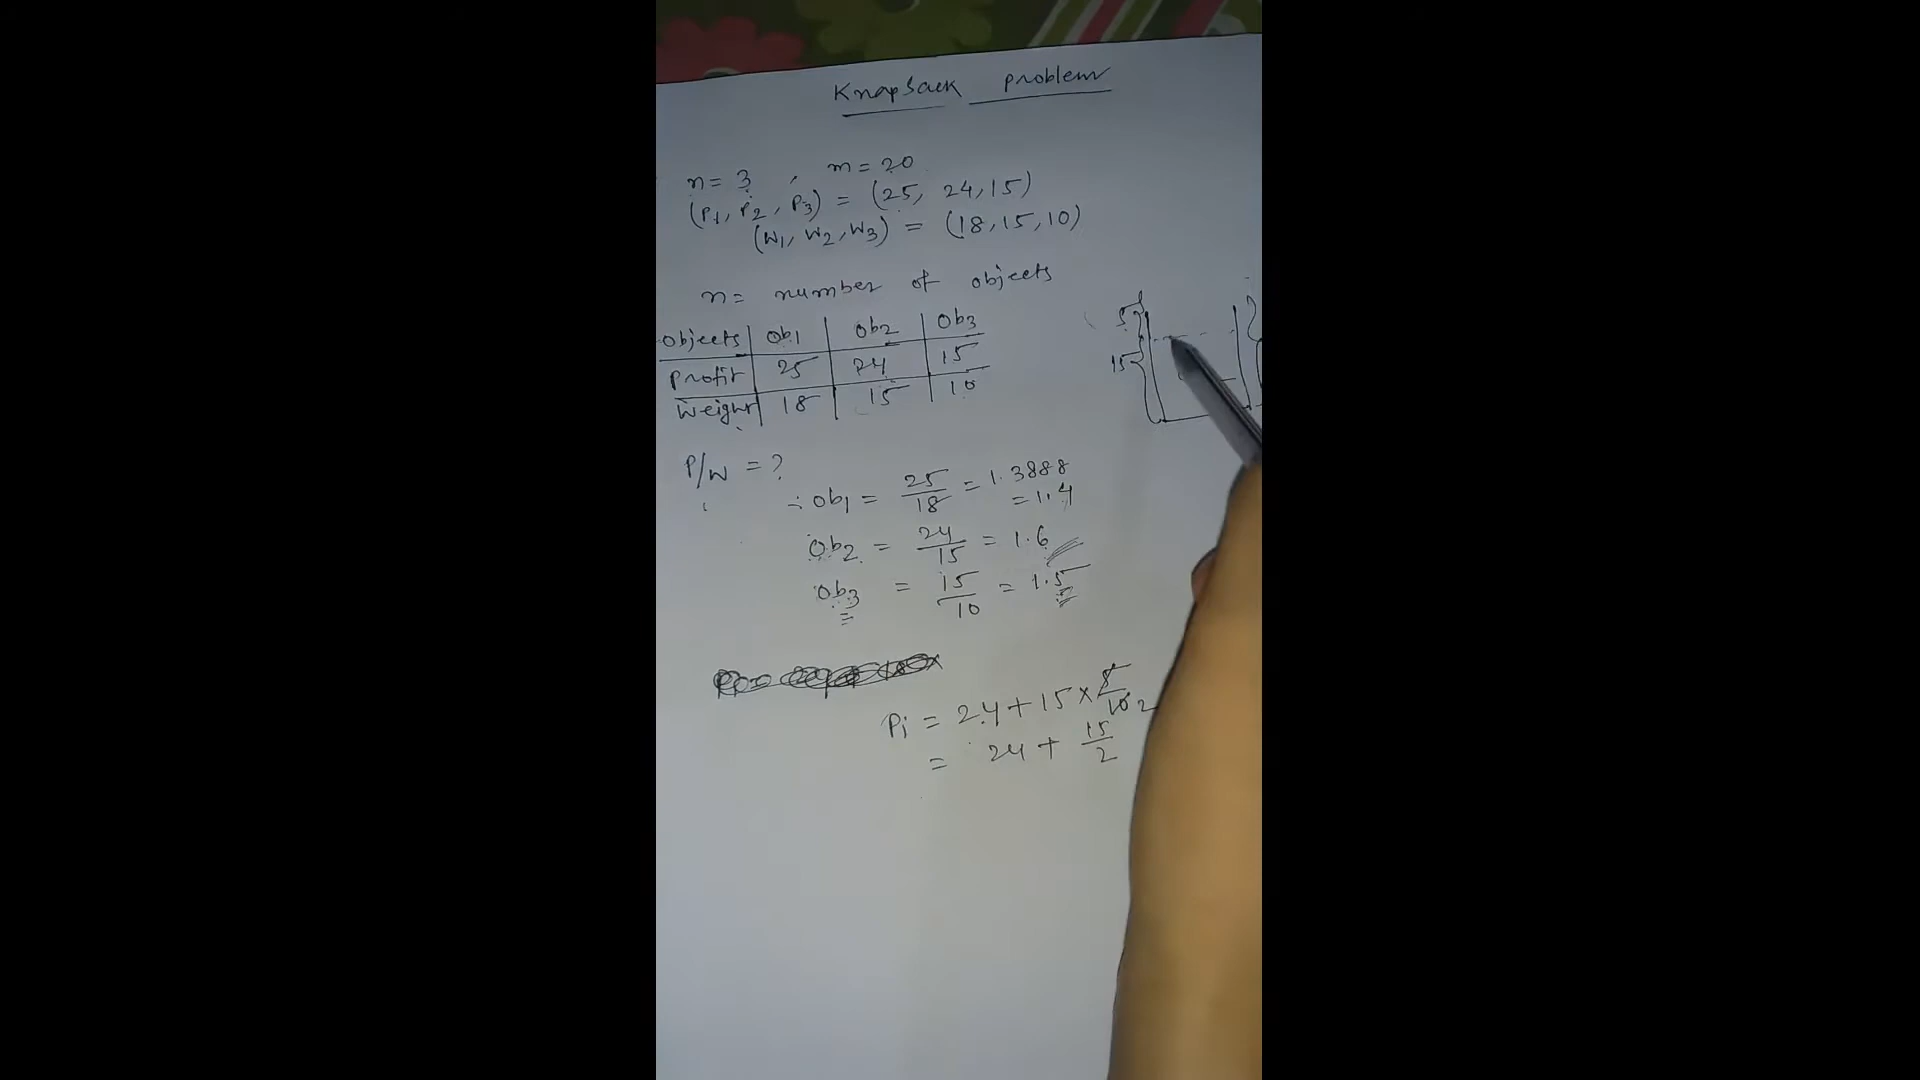 Knapsack problem
n = 3 , m = 20
(P1, P2, P3) = (25, 24, 15)
(W1, W2, W3) = (18, 15, 10)
n = number of objects
Objects Ob1 Ob2 Ob3
Profit 25 24 15
Weight 18 15 10
5
15
P/W = ?
∴ Ob1 = 25/18 = 1.3888
= 1.4
Ob2 = 24/15 = 1.6
Ob3 = 15/10 = 1.5
Pi = 24 + 15 × 5/10 2
= 24 + 15/2